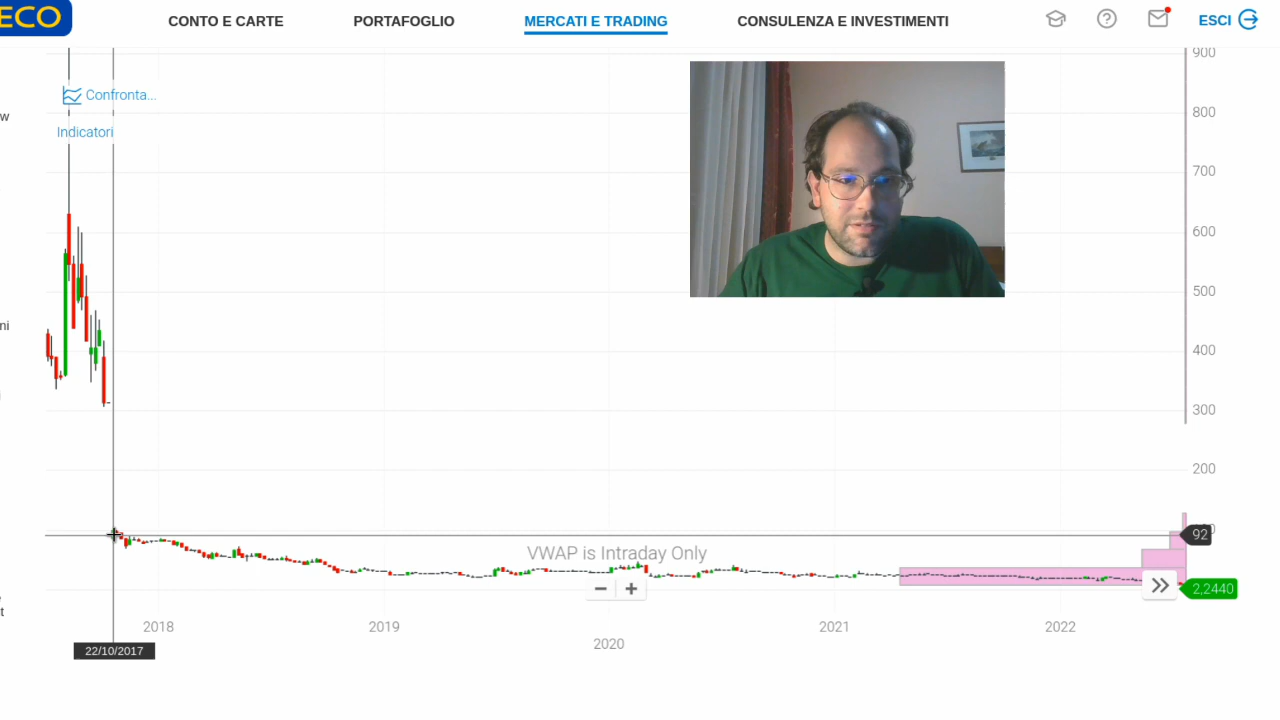 ECO
CONTO E CARTE
PORTAFOGLIO
MERCATI E TRADING
CONSULENZA E INVESTIMENTI
ESCI
900
Confronta...
w
800
Indicatori
700
600
500
ni
400
300
200
92
VWAP is Intraday Only
2,2440
e
t
2018
2019
2020
2021
2022
22/10/2017